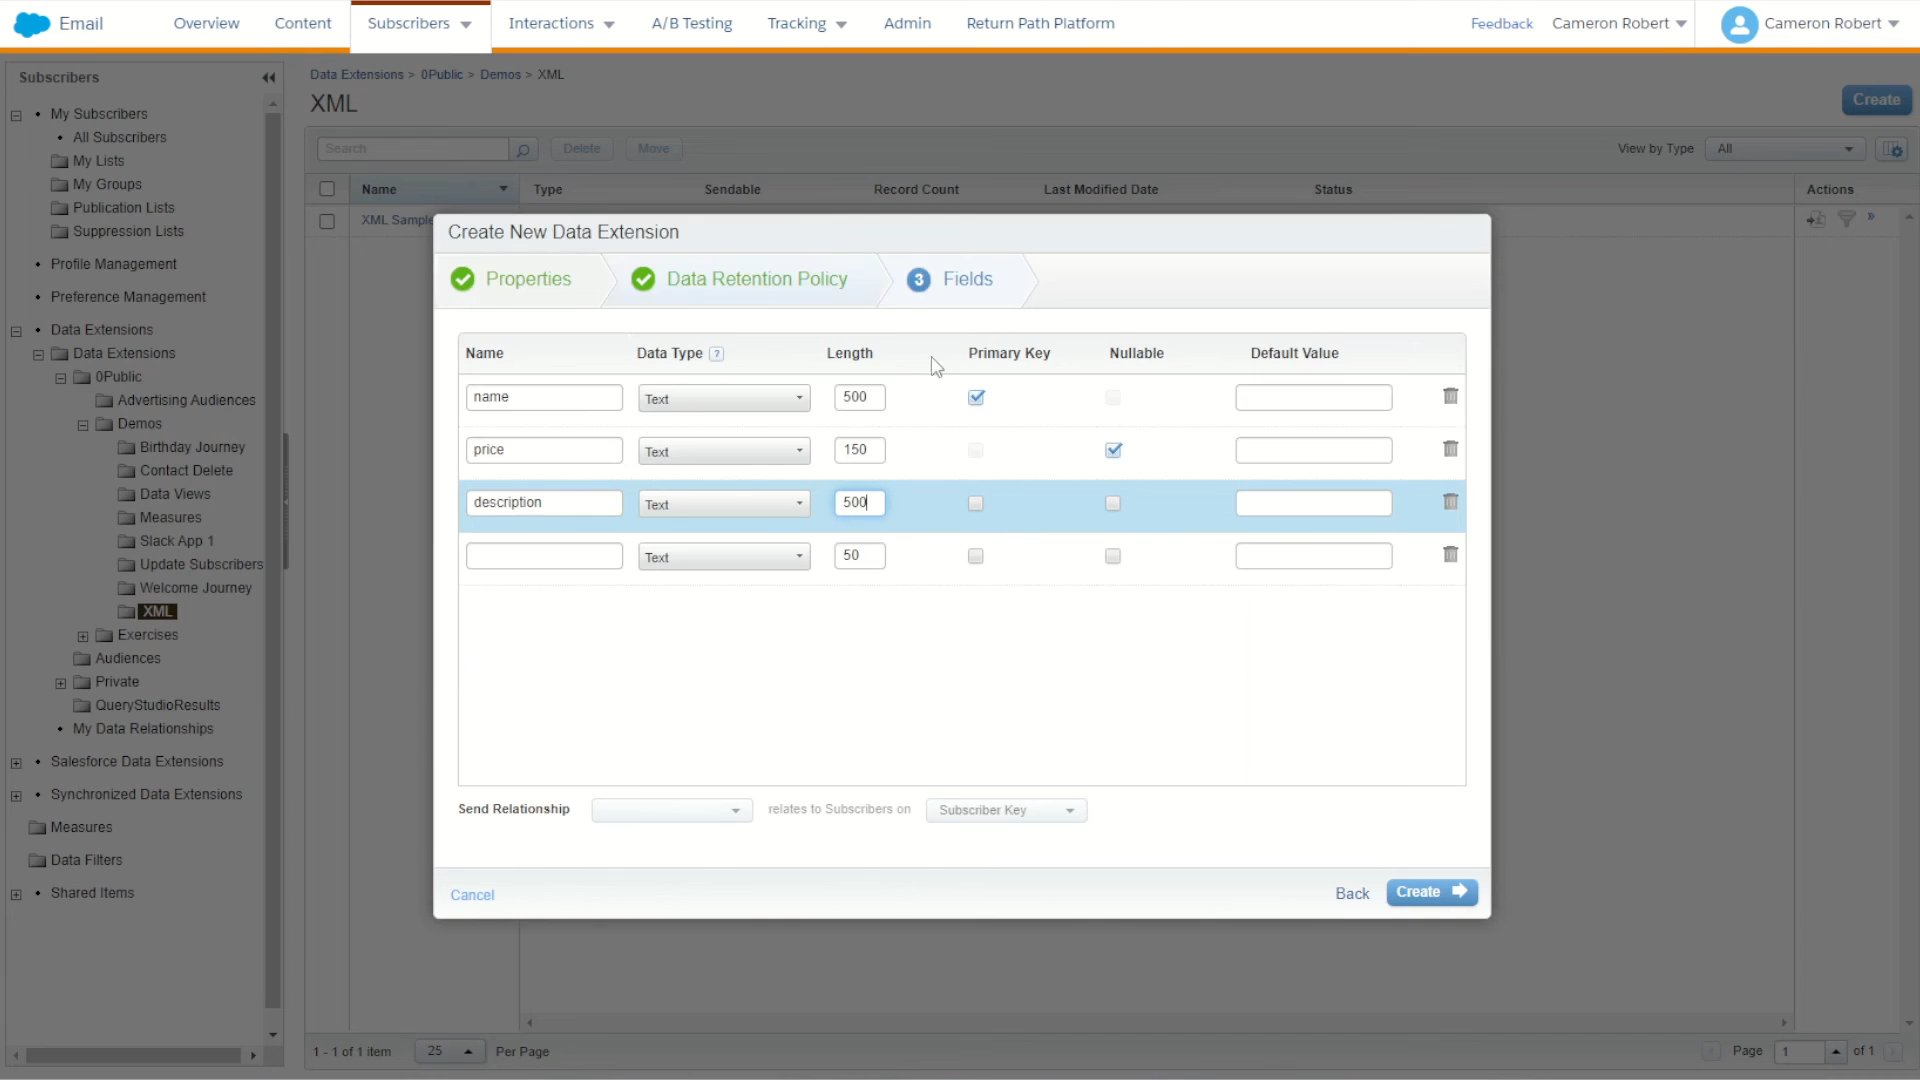 Email
Overview
Content
Subscribers
Interactions
A/B Testing
Tracking
Admin
Return Path Platform
Feedback
Cameron Robert
Cameron Robert
Subscribers
My Subscribers
All Subscribers
My Lists
My Groups
Publication Lists
Suppression Lists
Profile Management
Preference Management
Data Extensions
Data Extensions
0Public
Advertising Audiences
Demos
Birthday Journey
Contact Delete
Data Views
Measures
Slack App 1
Update Subscribers
Welcome Journey
XML
Exercises
Audiences
Private
QueryStudioResults
My Data Relationships
Salesforce Data Extensions
Synchronized Data Extensions
Measures
Data Filters
Shared Items
Data Extensions > 0Public > Demos > XML
XML
Create
Search
Delete
Move
View by Type
All
Name
Type
Sendable
Record Count
Last Modified Date
Status
Actions
XML Sample
Create New Data Extension
Properties
Data Retention Policy
3 Fields
Name
Data Type ?
Length
Primary Key
Nullable
Default Value
name
Text
500
price
Text
150
description
Text
500
Text
50
Send Relationship
relates to Subscribers on
Subscriber Key
Cancel
Back
Create
1 - 1 of 1 item
25
Per Page
Page
1
of 1